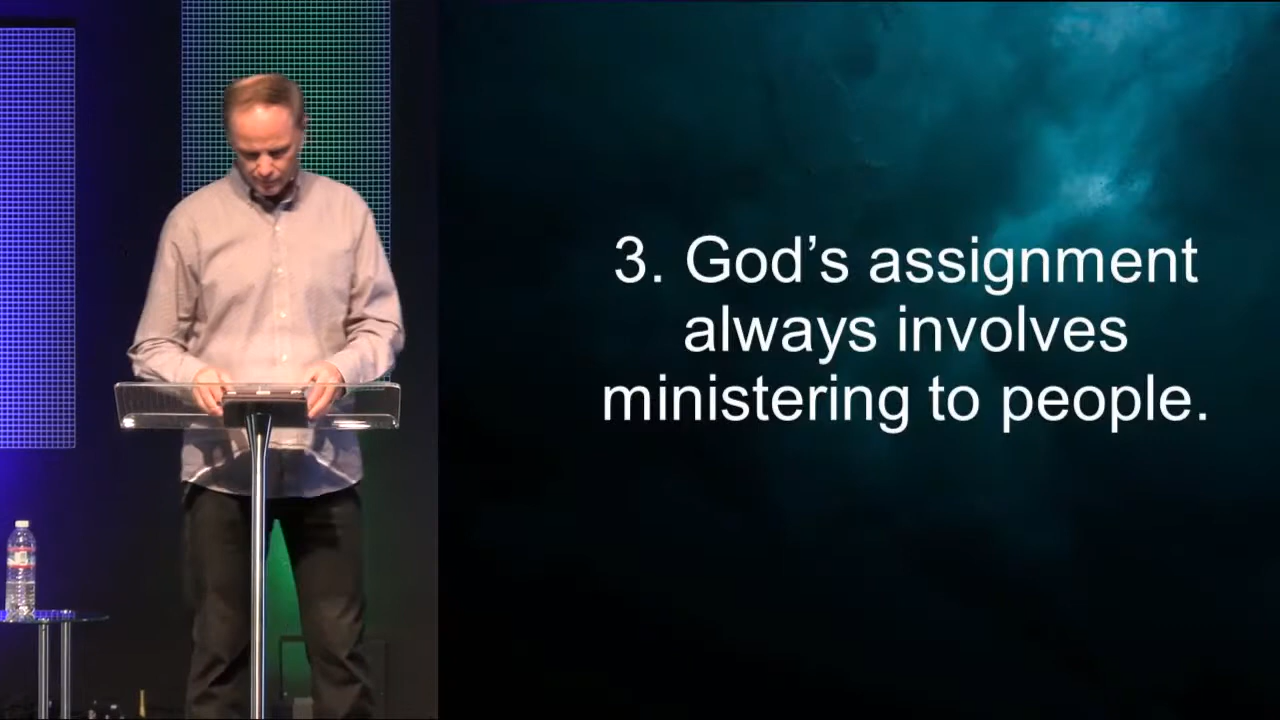 3. God’s assignment
always involves
ministering to people.